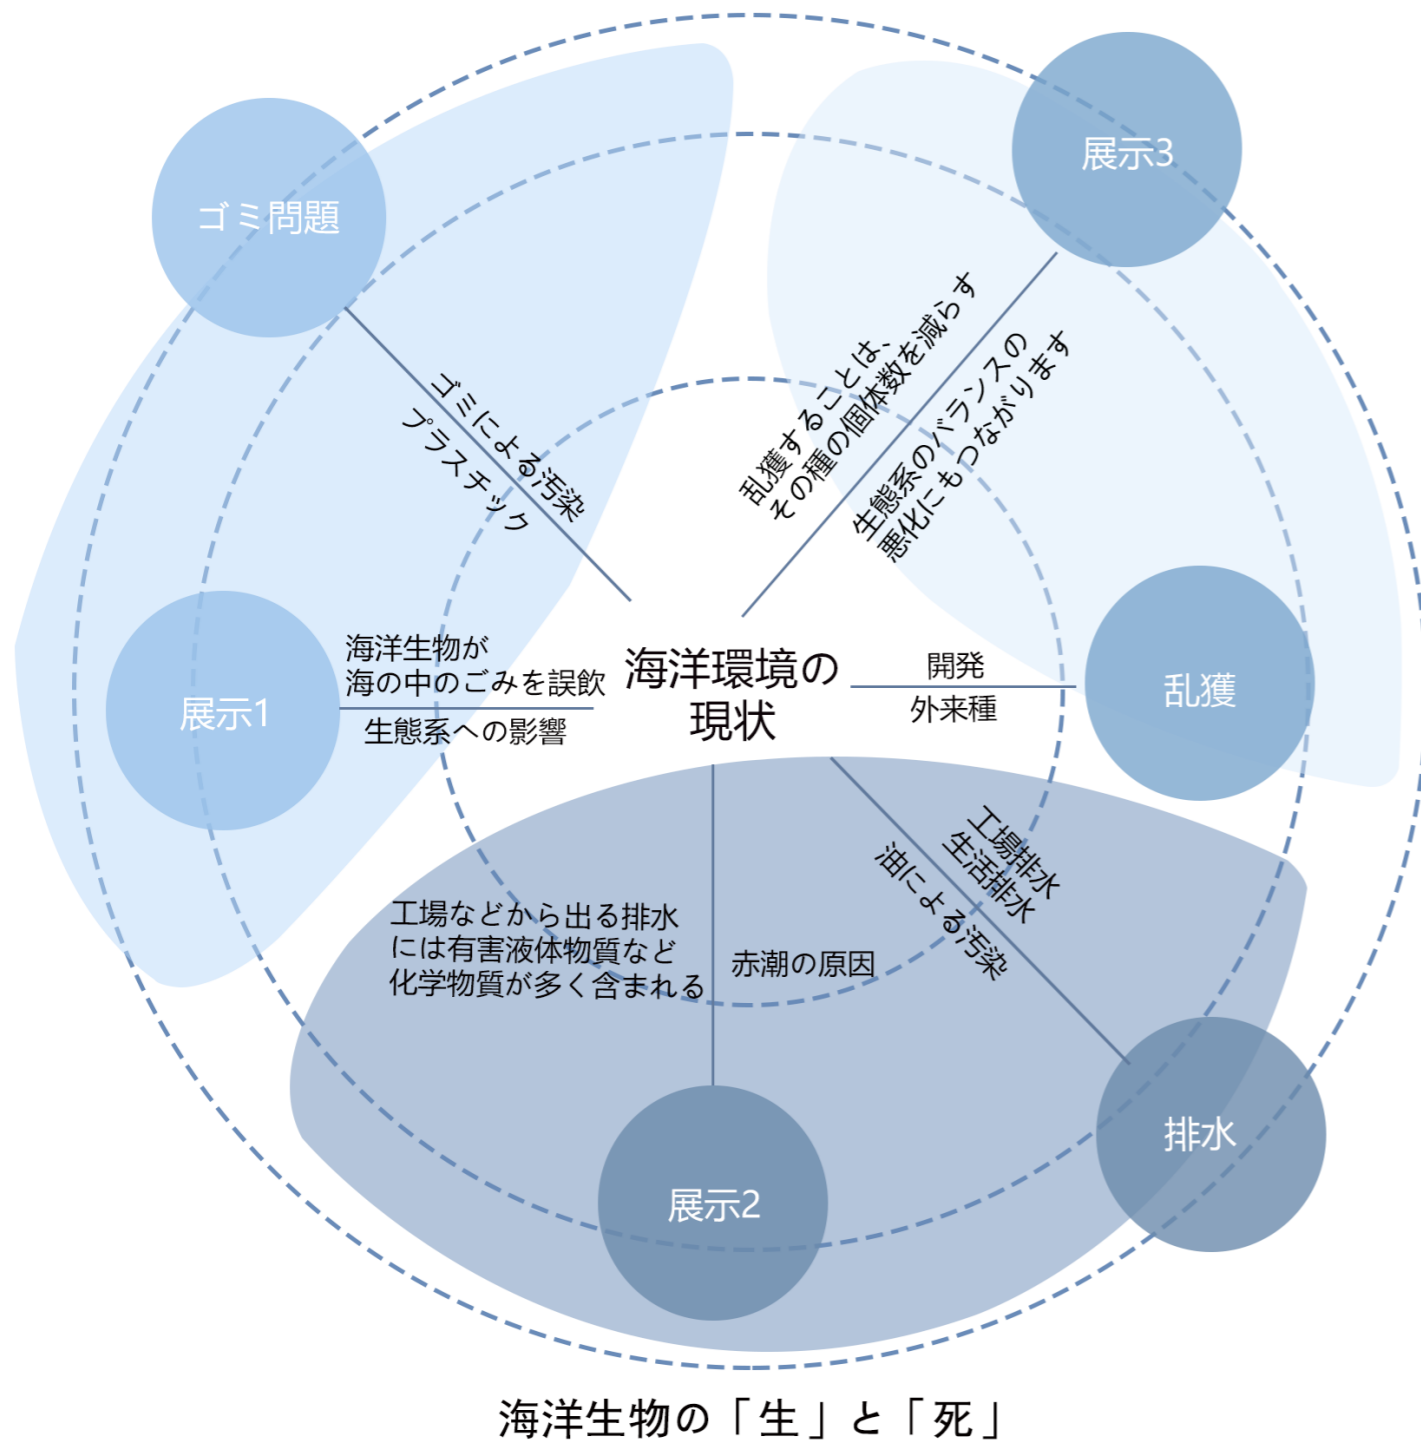 展示3
ゴミ問題
乱獲することは、
その種の個体数を減らす
生態系のバランスの
悪化にもつながります
ゴミによる汚染
プラスチック
海洋生物が
海の中のごみを誤飲
生態系への影響
展示1
海洋環境の
現状
開発
外来種
乱獲
工場排水
生活排水
油による汚染
工場などから出る排水
には有害液体物質など
化学物質が多く含まれる
赤潮の原因
排水
展示2
海洋生物の「生」と「死」